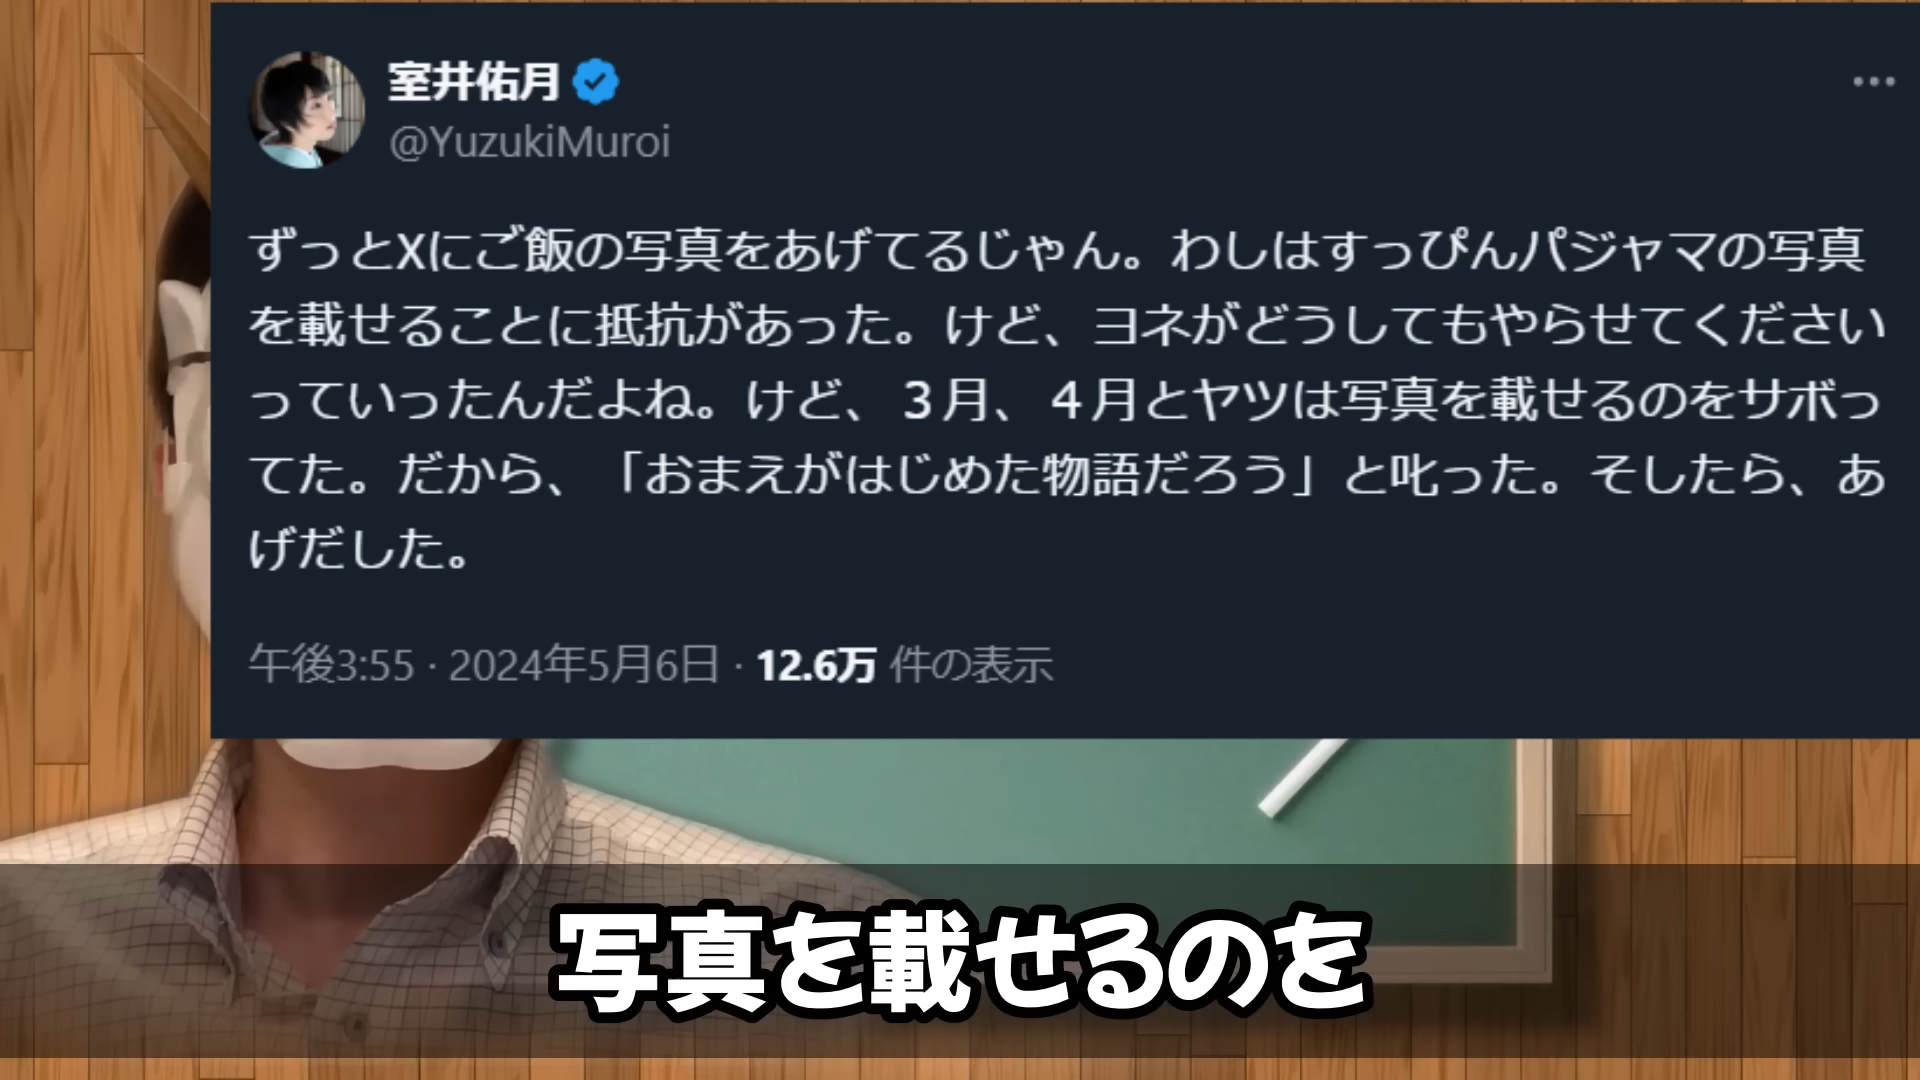 室井佑月
@YuzukiMuroi
ずっとXにご飯の写真をあげてるじゃん。わしはすっぴんパジャマの写真
を載せることに抵抗があった。けど、ヨネがどうしてもやらせてください
っていったんだよね。けど、３月、４月とヤツは写真を載せるのをサボっ
てた。だから、「おまえがはじめた物語だろう」と叱った。そしたら、あ
げだした。
午後3:55 · 2024年5月6日 · 12.6万 件の表示
写真を載せるのを